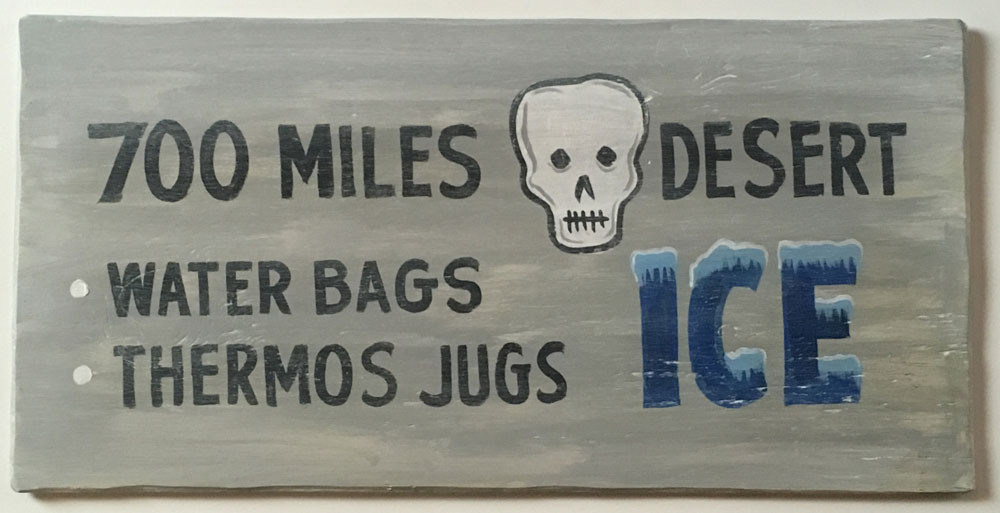 700 MILES DESERT
WATER BAGS
THERMOS JUGS
ICE